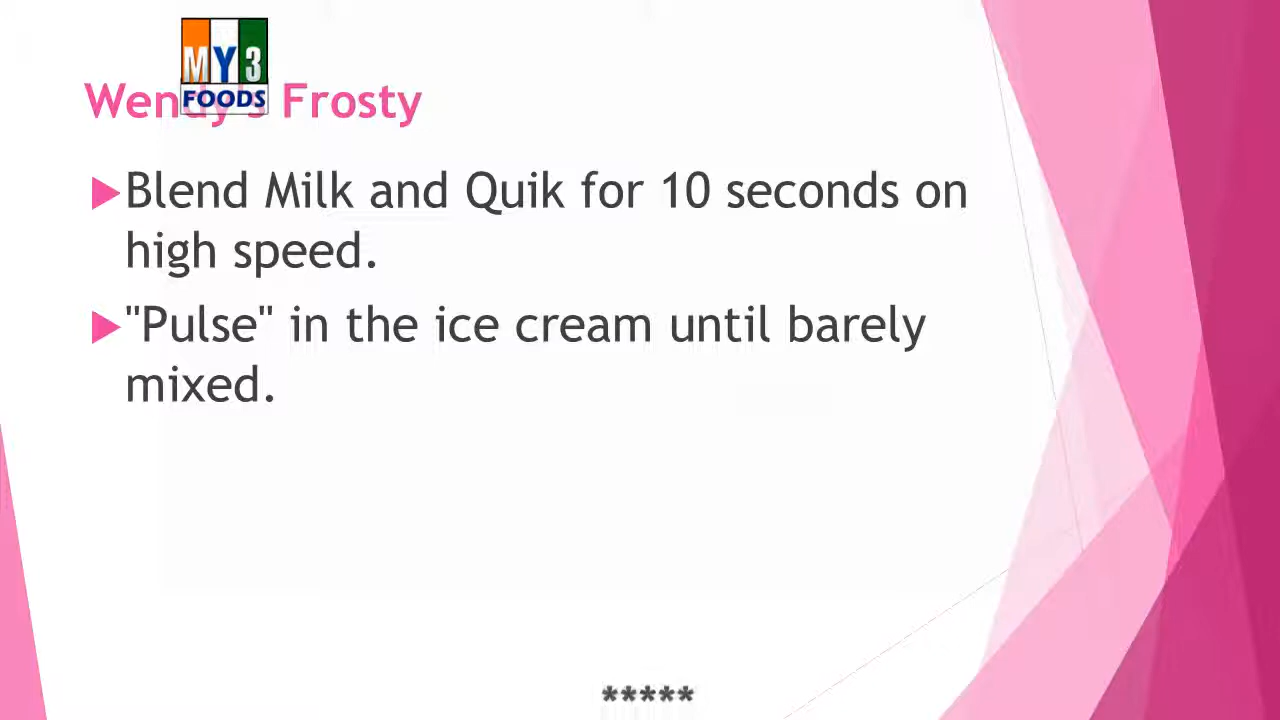 MY3
FOODS
Wendy's Frosty
Blend Milk and Quik for 10 seconds on
high speed.
"Pulse" in the ice cream until barely
mixed.
*****